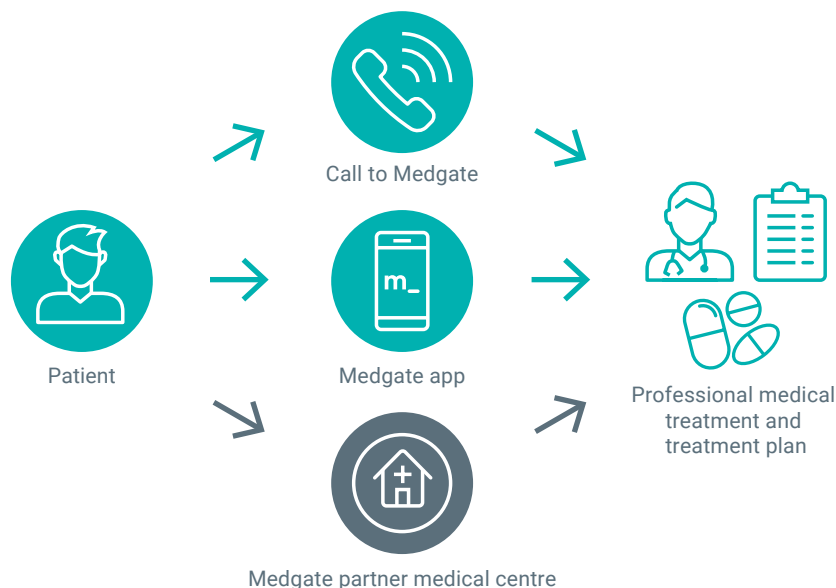 Call to Medgate
m_
Patient
Medgate app
Professional medical
treatment and
treatment plan
Medgate partner medical centre